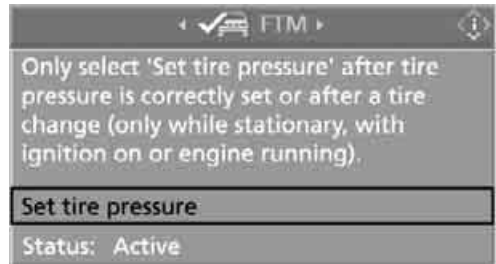 FTM
Only select 'Set tire pressure' after tire
pressure is correctly set or after a tire
change (only while stationary, with
ignition on or engine running).
Set tire pressure
Status: Active